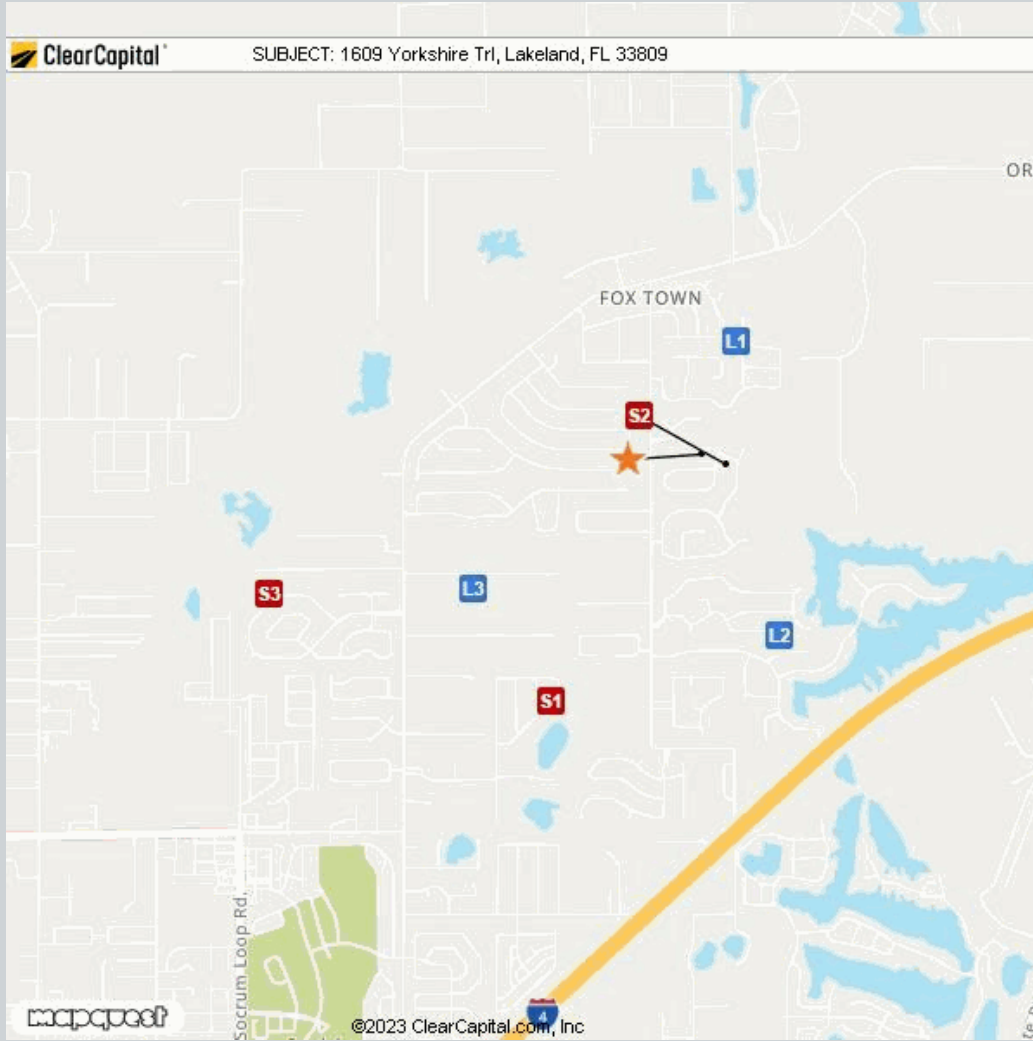 ClearCapital
SUBJECT: 1609 Yorkshire Trl, Lakeland, FL 33809
OR
FOX TOWN
L1
S2
S3
L3
L2
S1
Socrum Loop Rd.
4
mapquest
©2023 ClearCapital.com, Inc